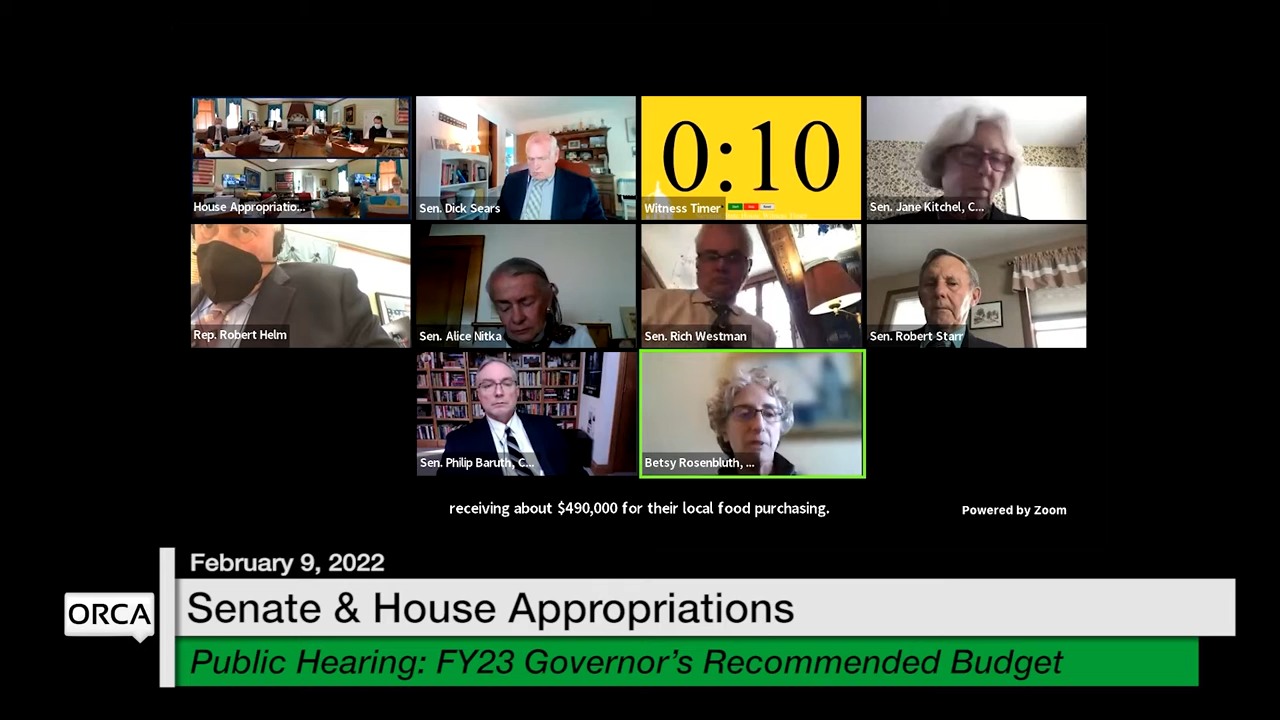 0:10
House Appropriatio...
Sen. Dick Sears
Witness Timer
Sen. Jane Kitchel, C...
Rep. Robert Helm
Sen. Alice Nitka
Sen. Rich Westman
Sen. Robert Starr
Sen. Philip Baruth, C...
Betsy Rosenbluth, ...
receiving about $490,000 for their local food purchasing.
Powered by Zoom
February 9, 2022
ORCA
Senate & House Appropriations
Public Hearing: FY23 Governor's Recommended Budget